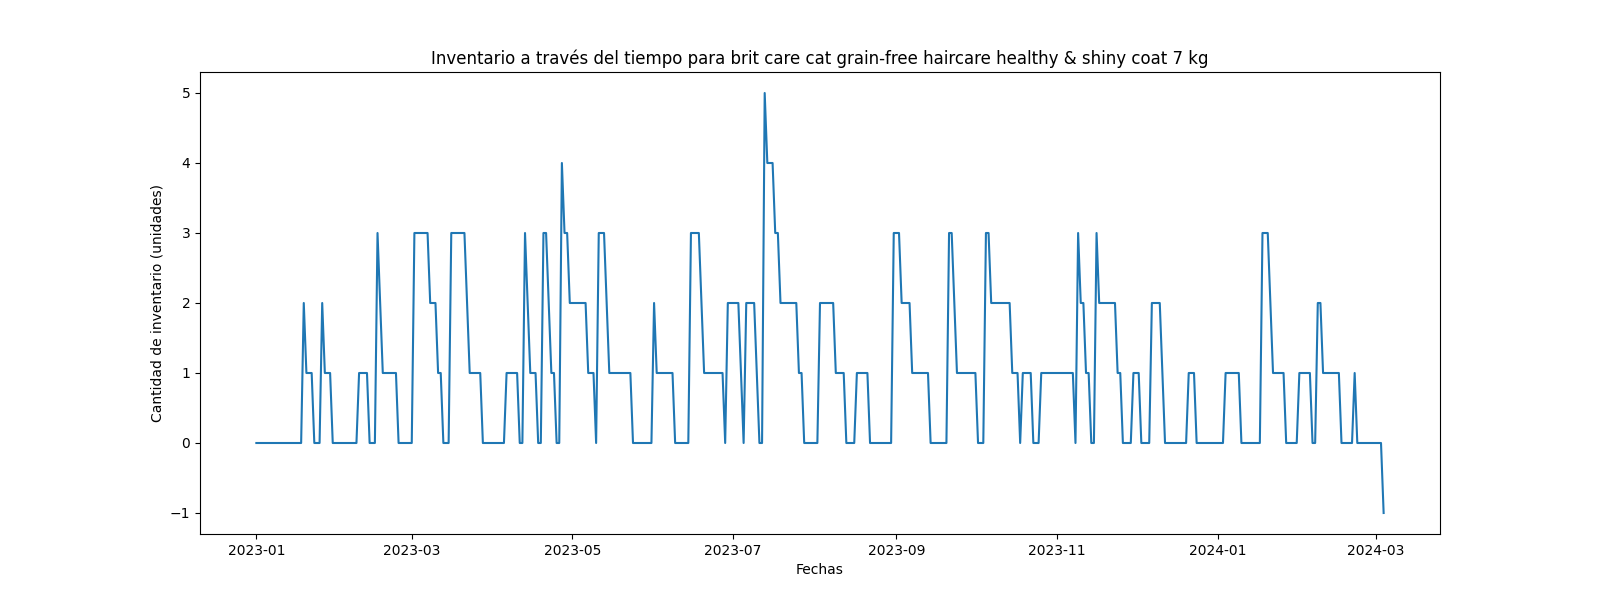 Inventario a través del tiempo para brit care cat grain-free haircare healthy & shiny coat 7 kg
Cantidad de inventario (unidades)
5
4
3
2
1
0
−1
2023-01 2023-03 2023-05 2023-07 2023-09 2023-11 2024-01 2024-03
Fechas